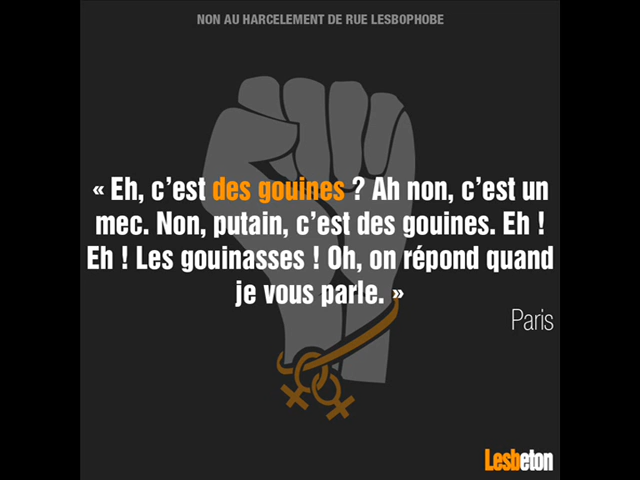 NON AU HARCELEMENT DE RUE LESBOPHOBE
« Eh, c’est des gouines ? Ah non, c’est un
mec. Non, putain, c’est des gouines. Eh !
Eh ! Les gouinasses ! Oh, on répond quand
je vous parle. »
Paris
Lesbeton